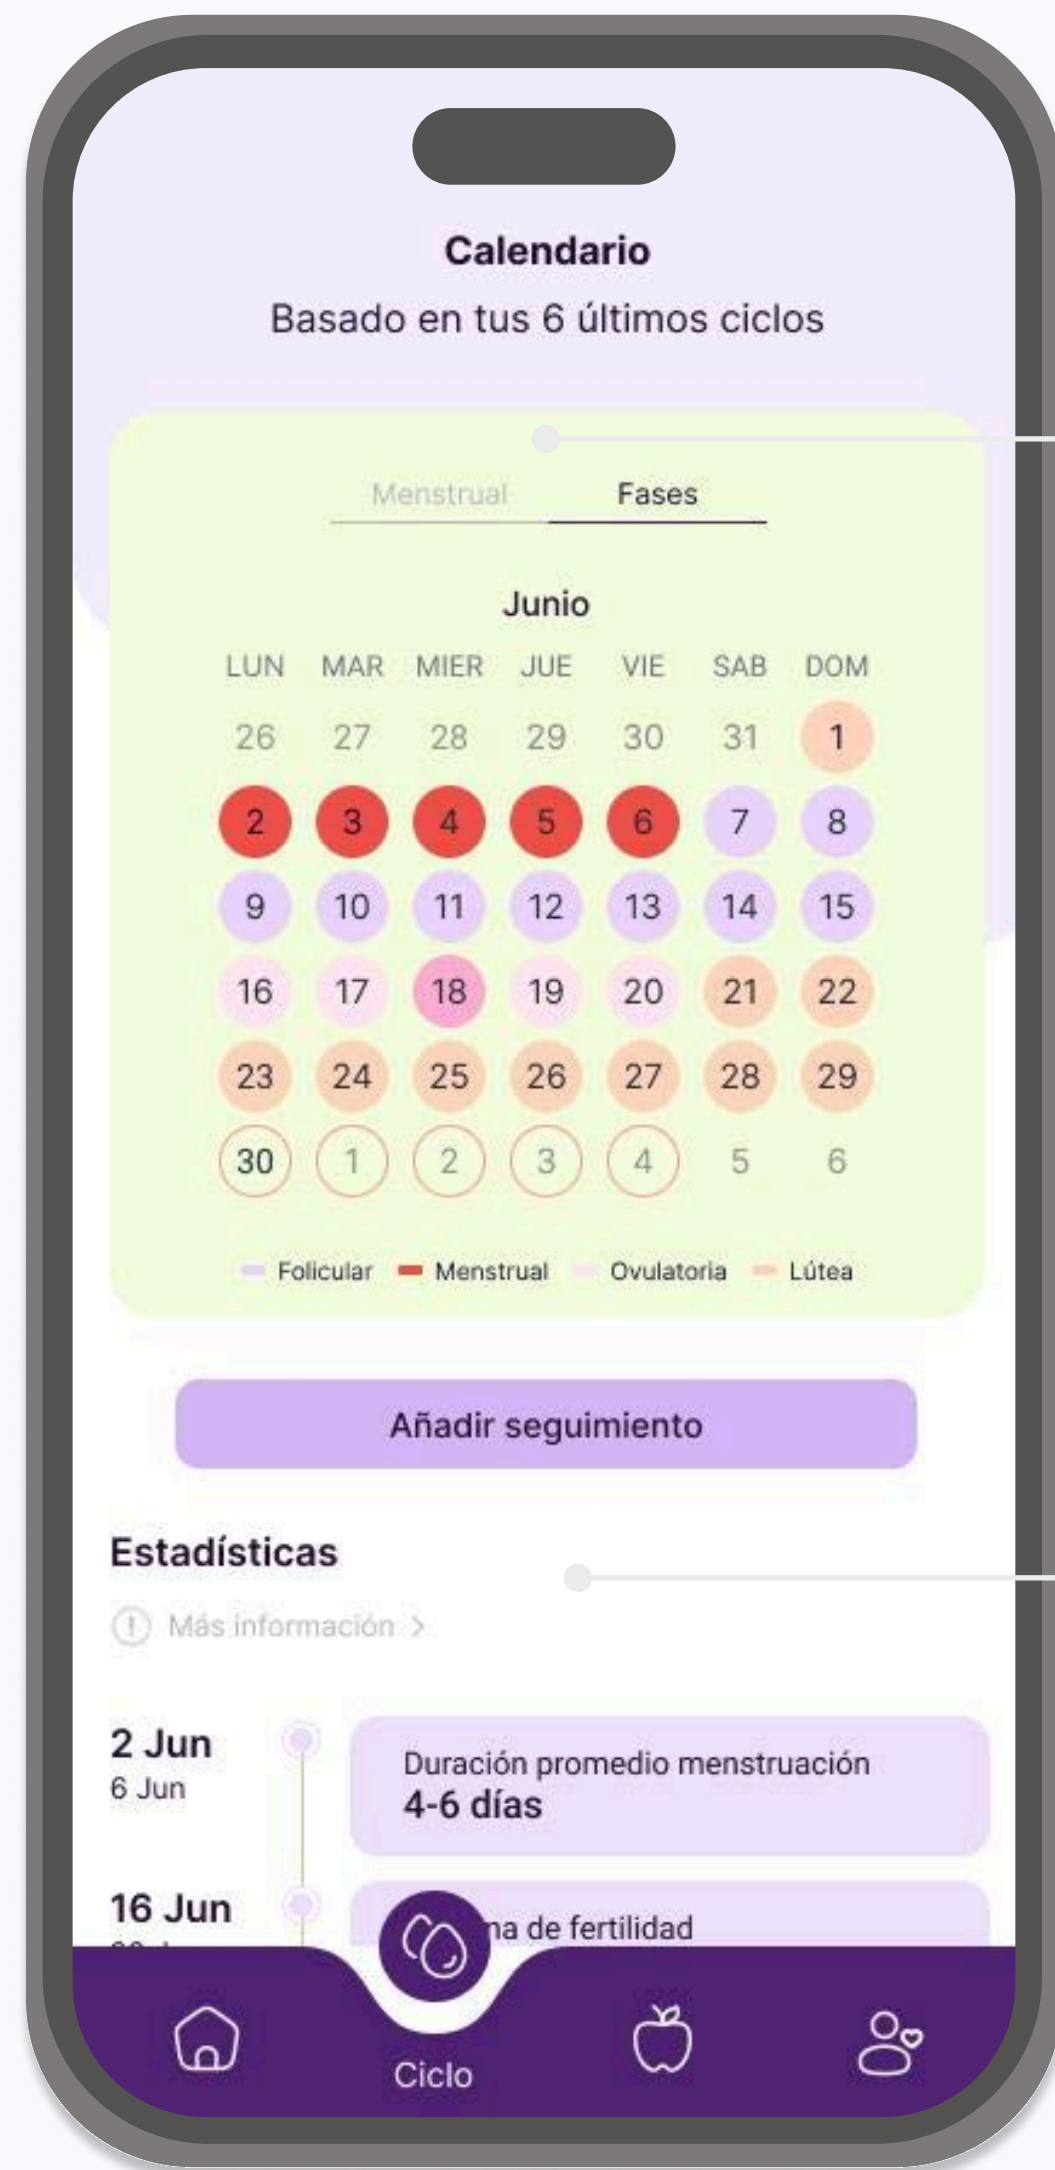 Calendario
Basado en tus 6 últimos ciclos
Menstrual Fases
Junio
LUN MAR MIER JUE VIE SAB DOM
26 27 28 29 30 31 1
2 3 4 5 6 7 8
9 10 11 12 13 14 15
16 17 18 19 20 21 22
23 24 25 26 27 28 29
30 1 2 3 4 5 6
Folicular Menstrual Ovulatoria Lútea
Añadir seguimiento
Estadísticas
Más información >
2 Jun
6 Jun
Duración promedio menstruación
4-6 días
16 Jun
de fertilidad
Ciclo